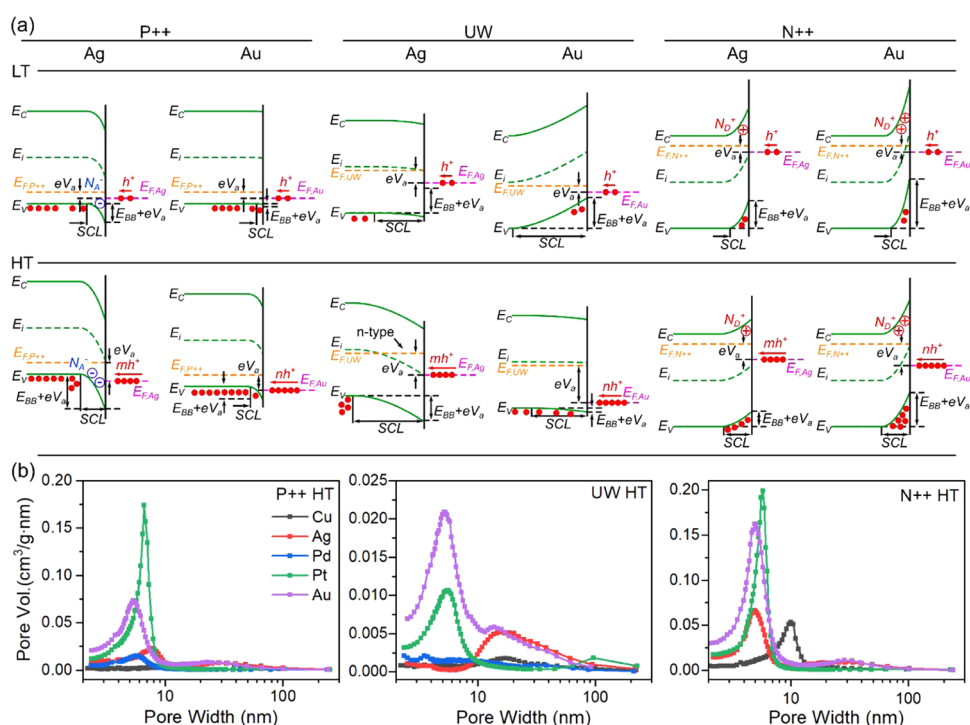 (a)
P++ UW N++
Ag Au Ag Au Ag Au
LT
E_C E_i E_F,P++ E_V eV_a N_A h⁺ E_F,Ag E_BB+eV_a SCL
E_F,P++ E_V eV_a h⁺ E_F,Au E_BB+eV_a SCL
E_C E_i E_F,UW E_V eV_a h⁺ E_F,Ag E_BB+eV_a SCL
E_C E_i E_F,UW E_V eV_a h⁺ E_F,Au E_BB+eV_a SCL
E_C E_i E_F,N++ E_V N_D⁺ eV_a h⁺ E_F,Ag E_BB+eV_a SCL
E_C E_i E_F,N++ E_V N_D⁺ eV_a h⁺ E_F,Au E_BB+eV_a SCL
HT
E_C E_i E_F,P++ E_V eV_a N_A⁻ mh⁺ E_F,Ag E_BB+eV_a SCL
E_C E_i E_F,P++ E_V eV_a nh⁺ E_F,Au E_BB+eV_a SCL
E_C E_i n-type E_F,UW E_V eV_a mh⁺ E_F,Ag E_BB+eV_a SCL
E_C E_i E_F,UW E_V eV_a nh⁺ E_F,Au E_BB+eV_a SCL
E_C E_i E_F,N++ E_V N_D⁺ eV_a mh⁺ E_F,Ag E_BB+eV_a SCL
E_C E_i E_F,N++ E_V N_D⁺ eV_a nh⁺ E_F,Au E_BB+eV_a SCL
(b)
Pore Vol.(cm³/g·nm)
0.20
0.15
0.10
0.05
0.00
P++ HT
Cu
Ag
Pd
Pt
Au
10 100
Pore Width (nm)
0.025
0.020
0.015
0.010
0.005
0.000
UW HT
10 100
Pore Width (nm)
0.20
0.15
0.10
0.05
0.00
N++ HT
10 100
Pore Width (nm)